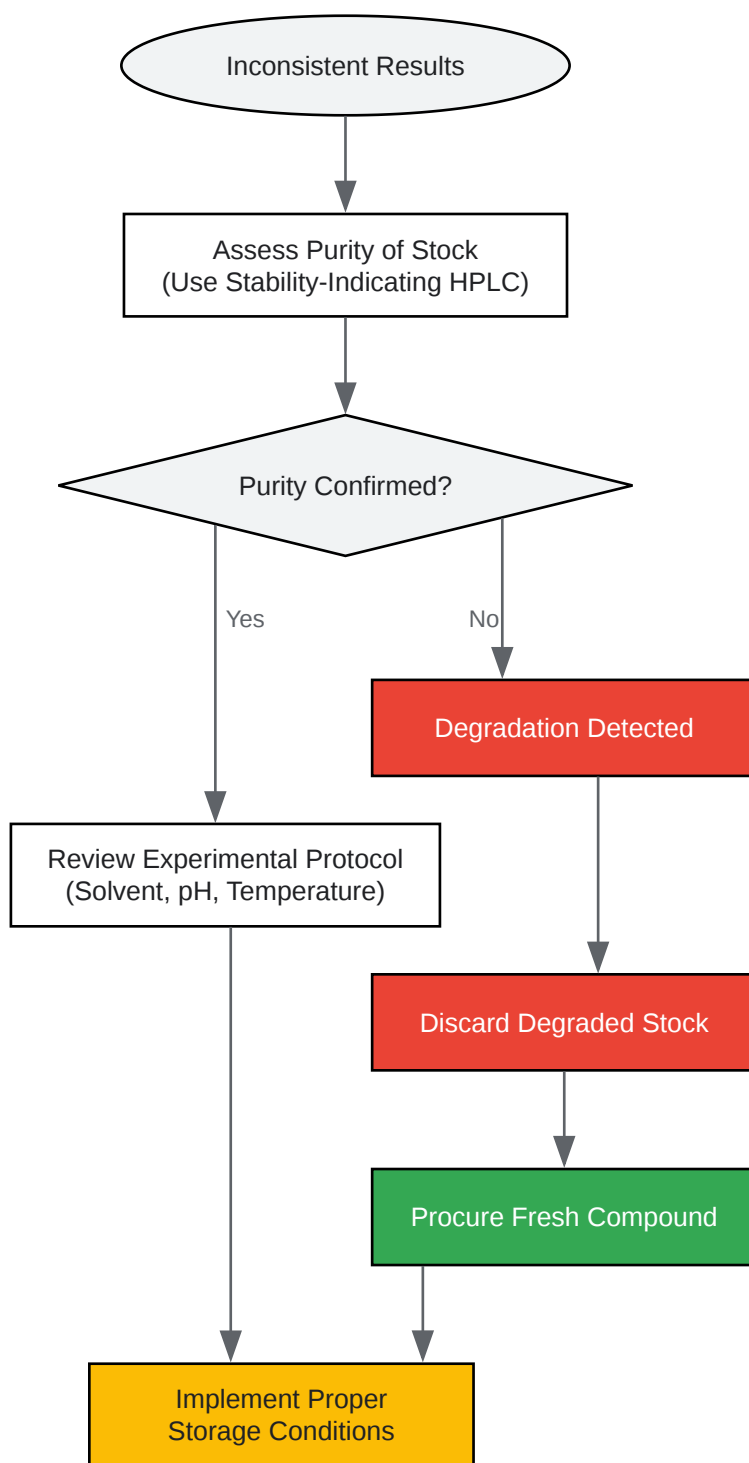 Inconsistent Results
Assess Purity of Stock
(Use Stability-Indicating HPLC)
Purity Confirmed?
Yes
No
Degradation Detected
Review Experimental Protocol
(Solvent, pH, Temperature)
Discard Degraded Stock
Procure Fresh Compound
Implement Proper
Storage Conditions